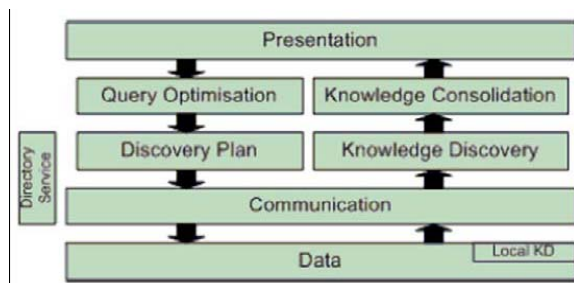 Presentation
Query Optimisation
Knowledge Consolidation
Discovery Plan
Knowledge Discovery
Directory
Service
Communication
Local KD
Data